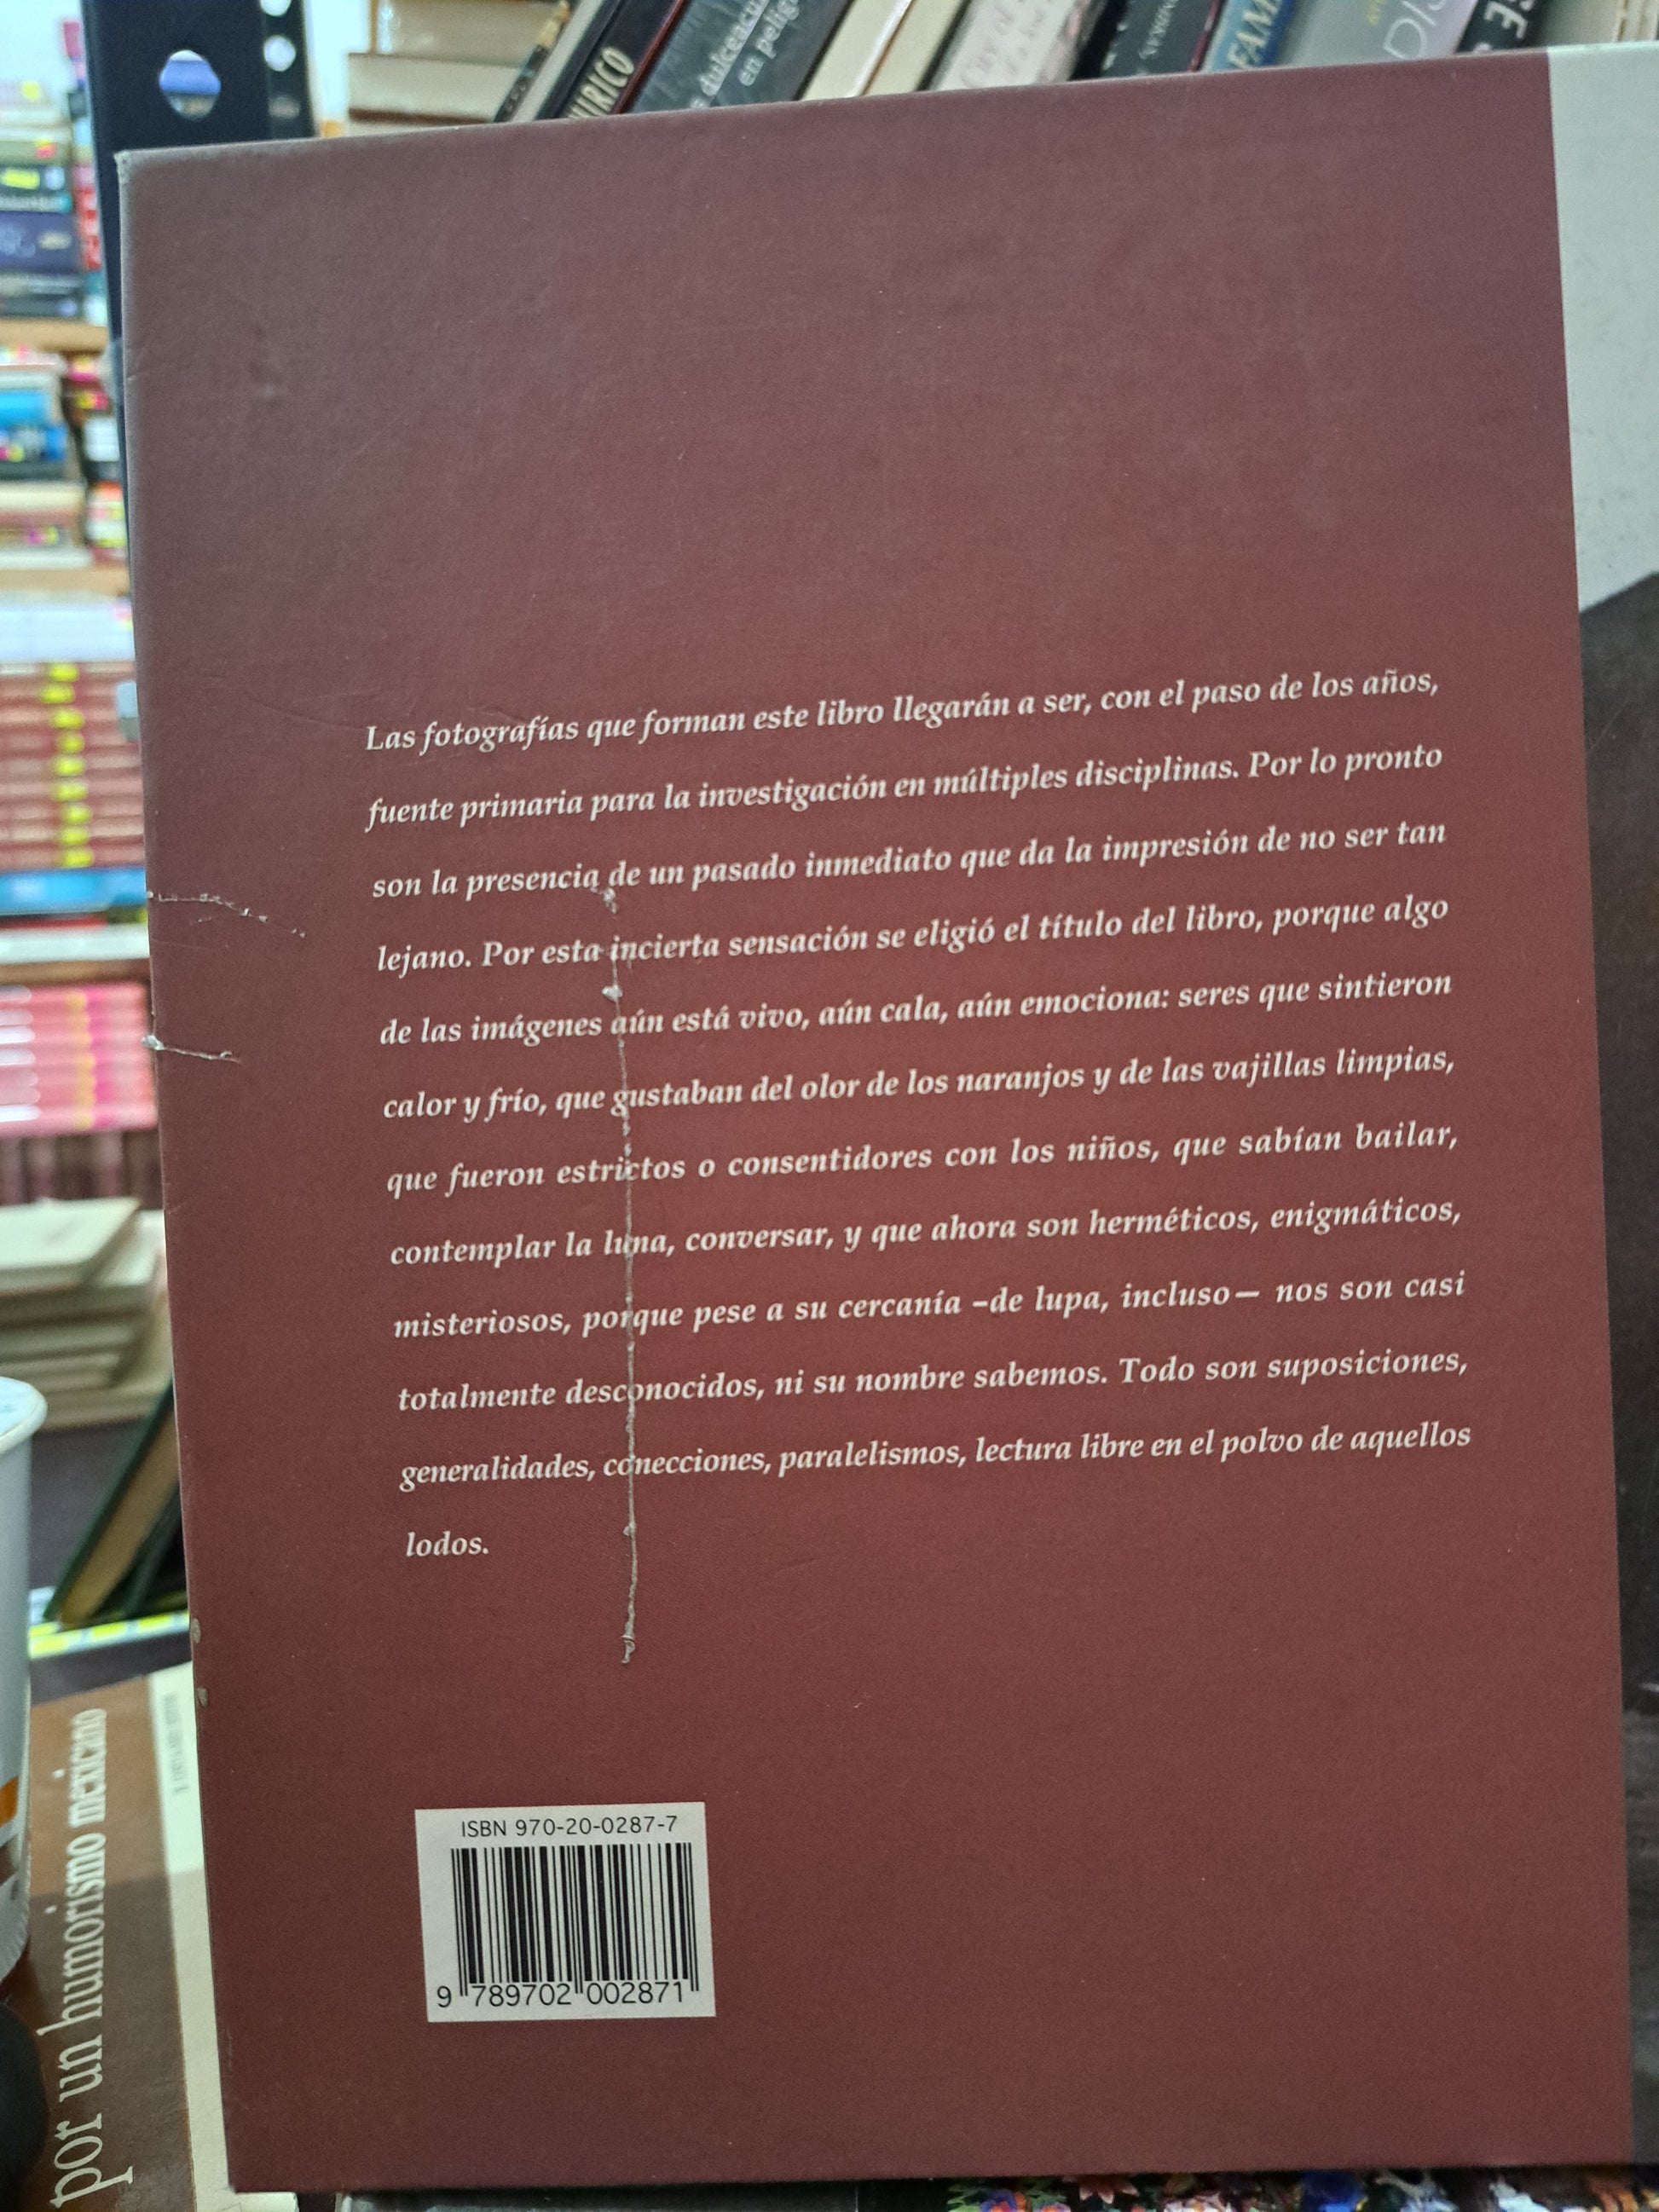 ÍRICO
dulceacu
en peligr
FAM
Las fotografías que forman este libro llegarán a ser, con el paso de los años,
fuente primaria para la investigación en múltiples disciplinas. Por lo pronto
son la presencia de un pasado inmediato que da la impresión de no ser tan
lejano. Por esta incierta sensación se eligió el título del libro, porque algo
de las imágenes aún está vivo, aún cala, aún emociona: seres que sintieron
calor y frío, que gustaban del olor de los naranjos y de las vajillas limpias,
que fueron estrictos o consentidores con los niños, que sabían bailar,
contemplar la luna, conversar, y que ahora son herméticos, enigmáticos,
misteriosos, porque pese a su cercanía –de lupa, incluso— nos son casi
totalmente desconocidos, ni su nombre sabemos. Todo son suposiciones,
generalidades, conecciones, paralelismos, lectura libre en el polvo de aquellos
lodos.
ISBN 970-20-0287-7
9 789702 002871
por un humorismo mexicano